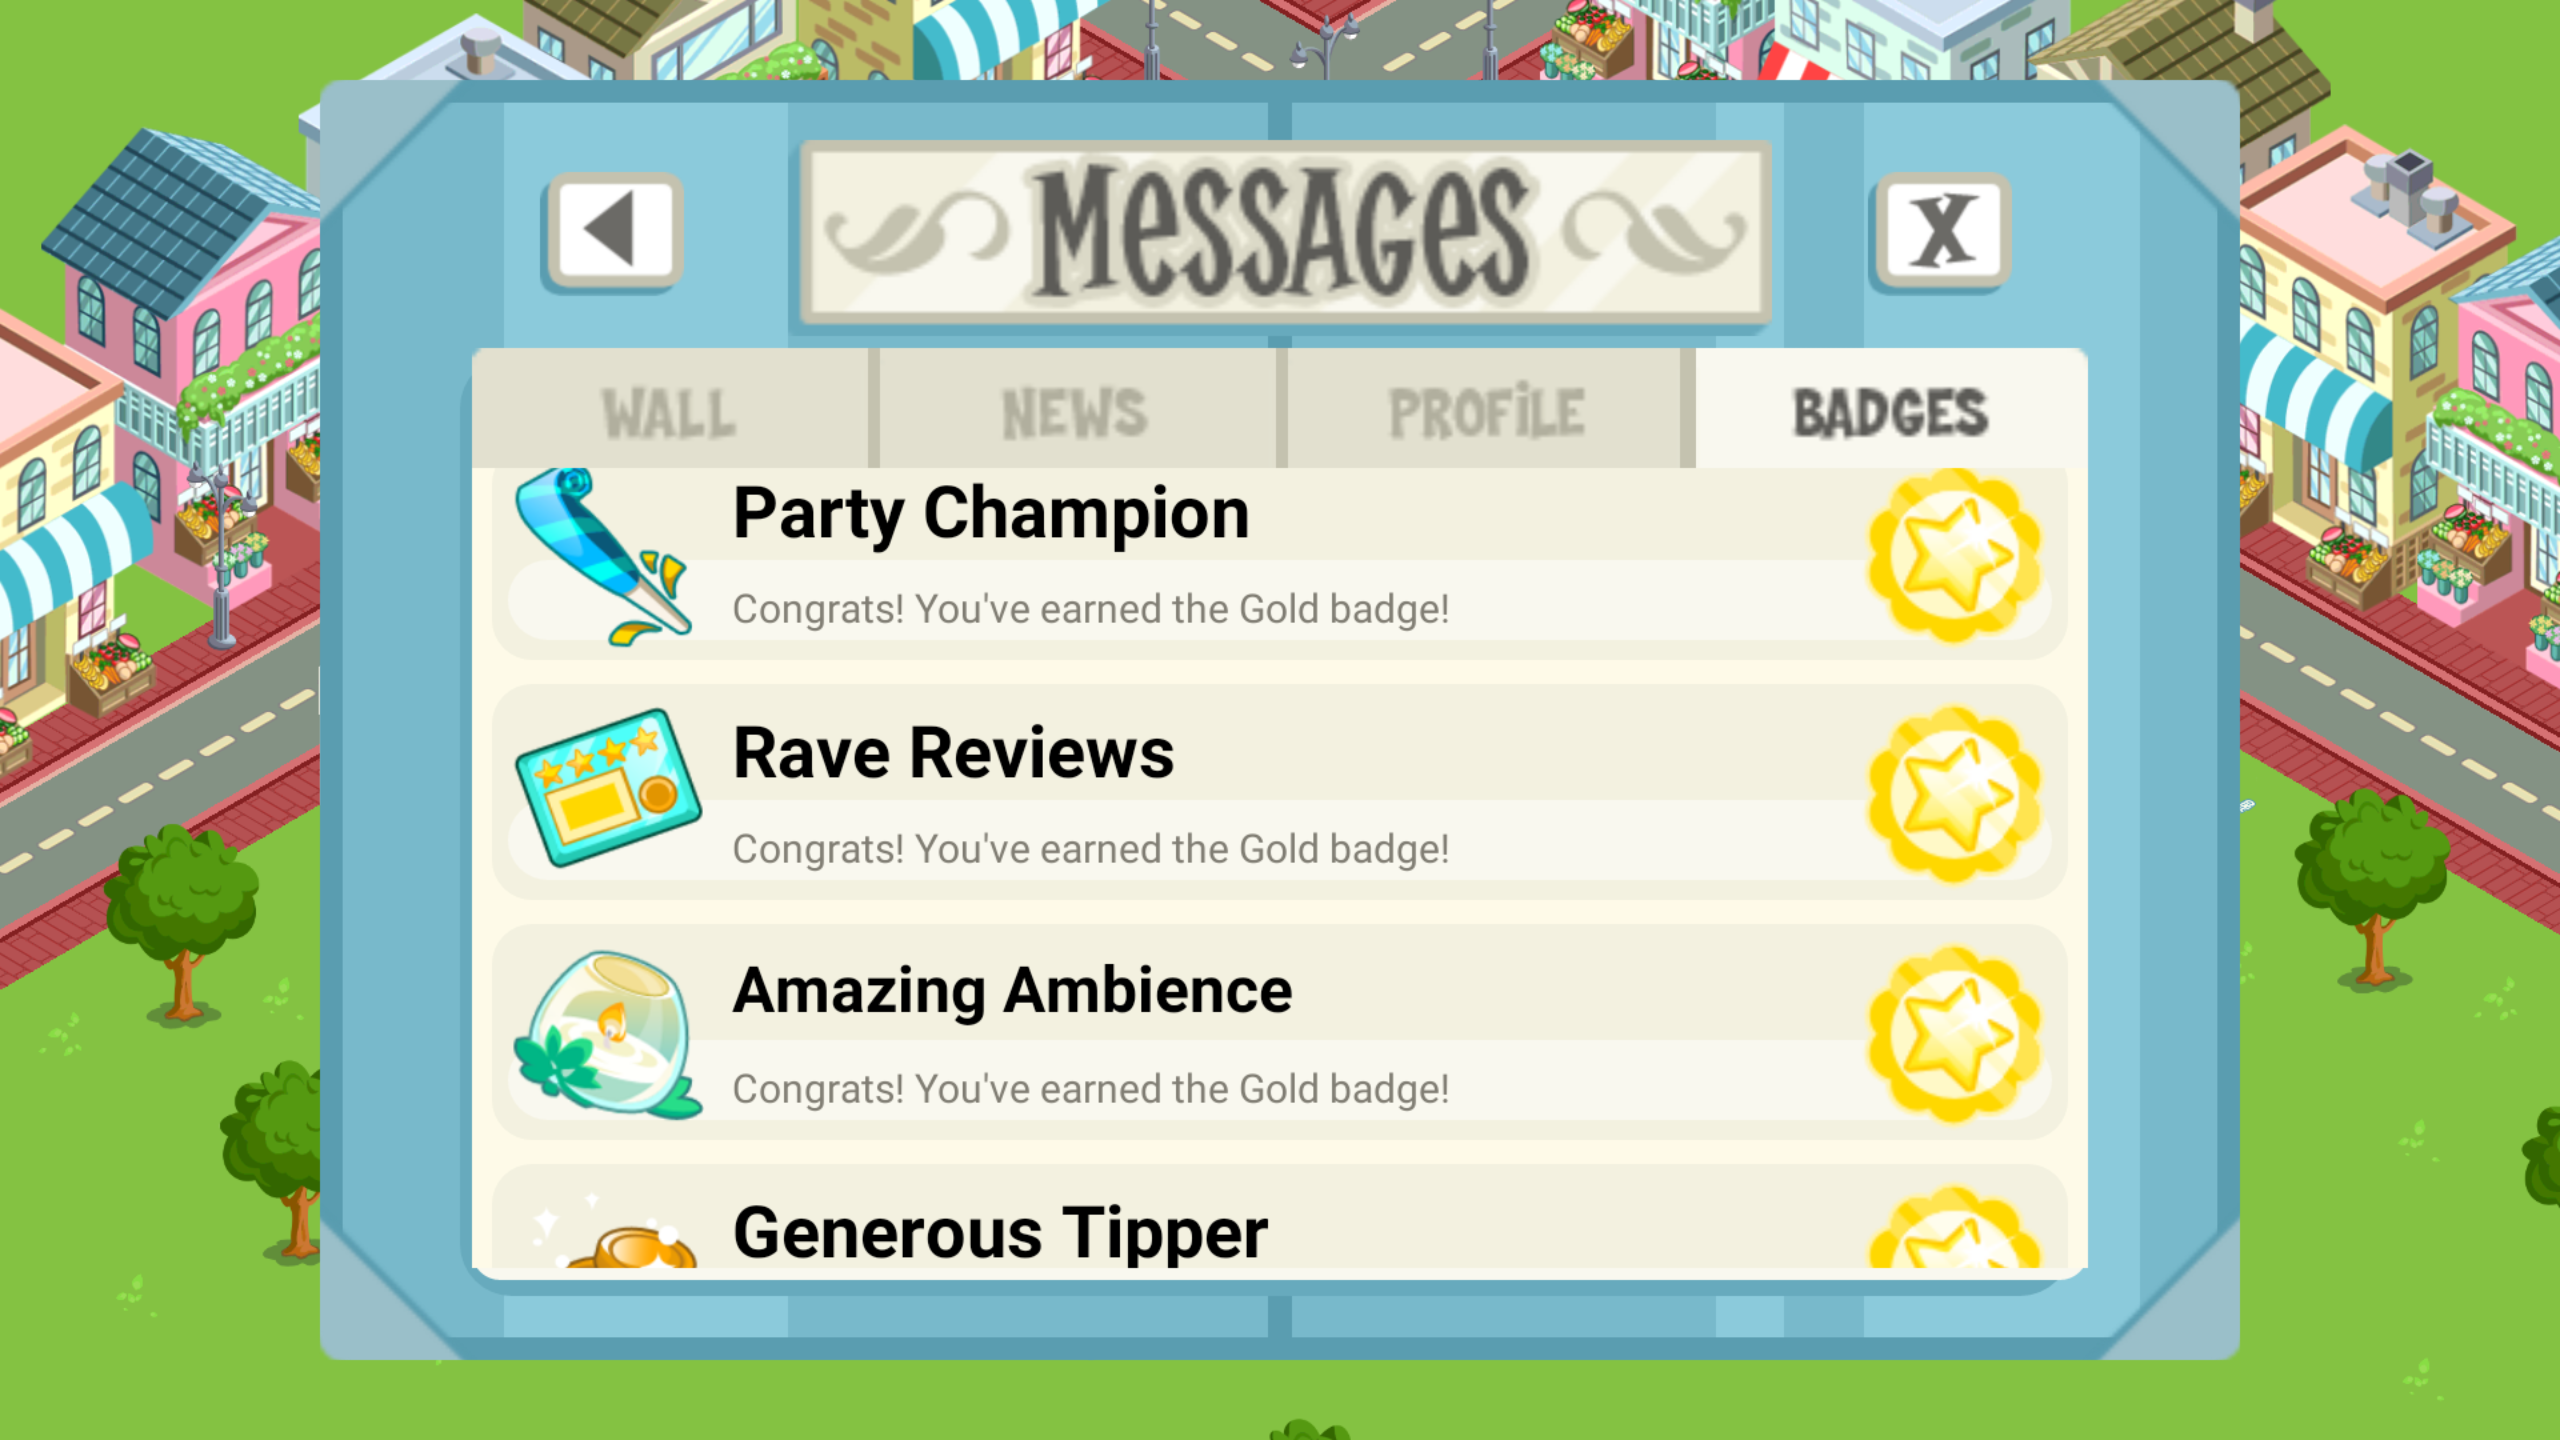 MESSAGES
X
WALL
NEWS
PROFILE
BADGES
Party Champion
Congrats! You've earned the Gold badge!
Rave Reviews
Congrats! You've earned the Gold badge!
Amazing Ambience
Congrats! You've earned the Gold badge!
Generous Tipper